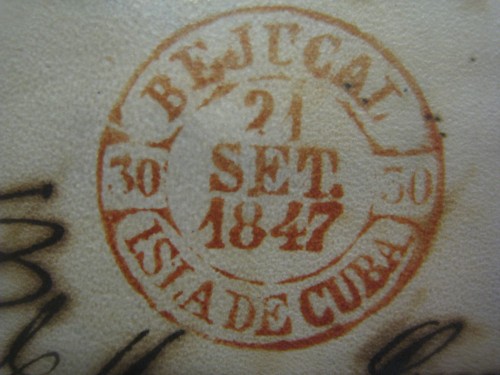 BEJUCAL
21
SET.
1847
30 30
ISLA DE CUBA